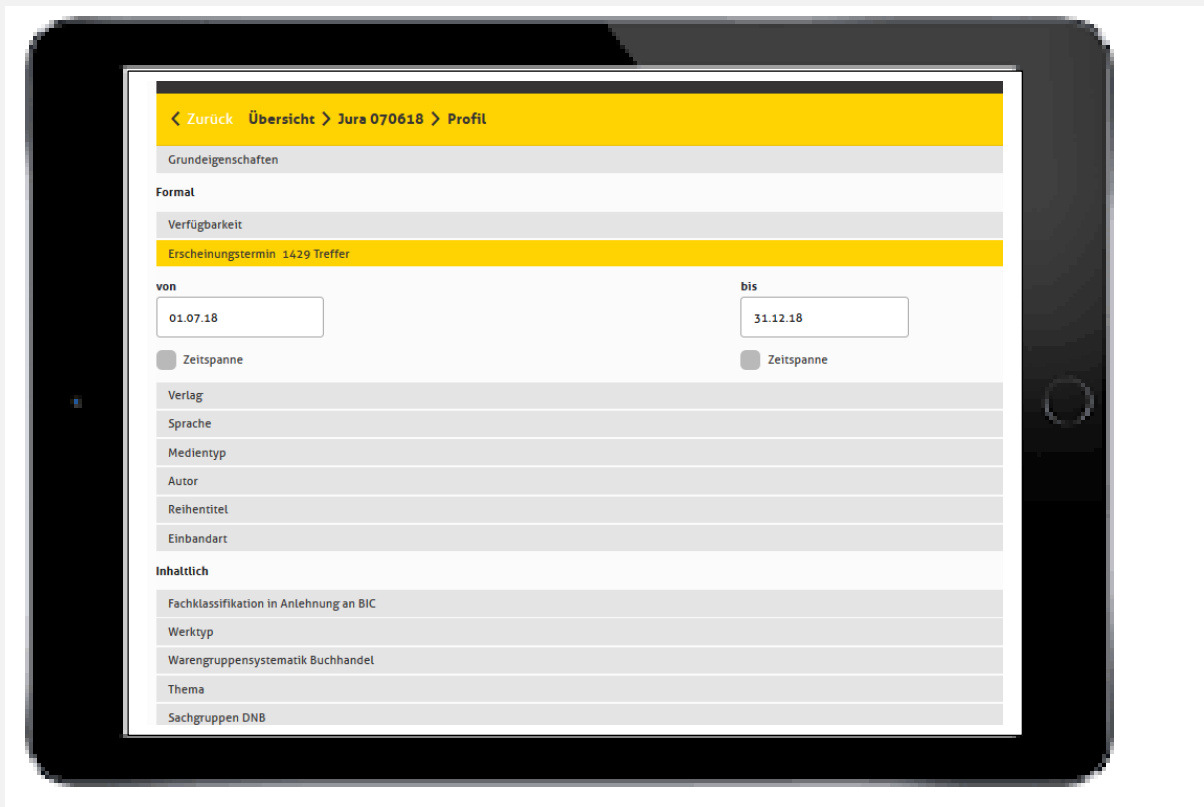 Zurück Übersicht > Jura 070618 > Profil
Grundeigenschaften
Formal
Verfügbarkeit
Erscheinungstermin 1429 Treffer
von bis
01.07.18 31.12.18
Zeitspanne Zeitspanne
Verlag
Sprache
Medientyp
Autor
Reihentitel
Einbandart
Inhaltlich
Fachklassifikation in Anlehnung an BIC
Werktyp
Warengruppensystematik Buchhandel
Thema
Sachgruppen DNB